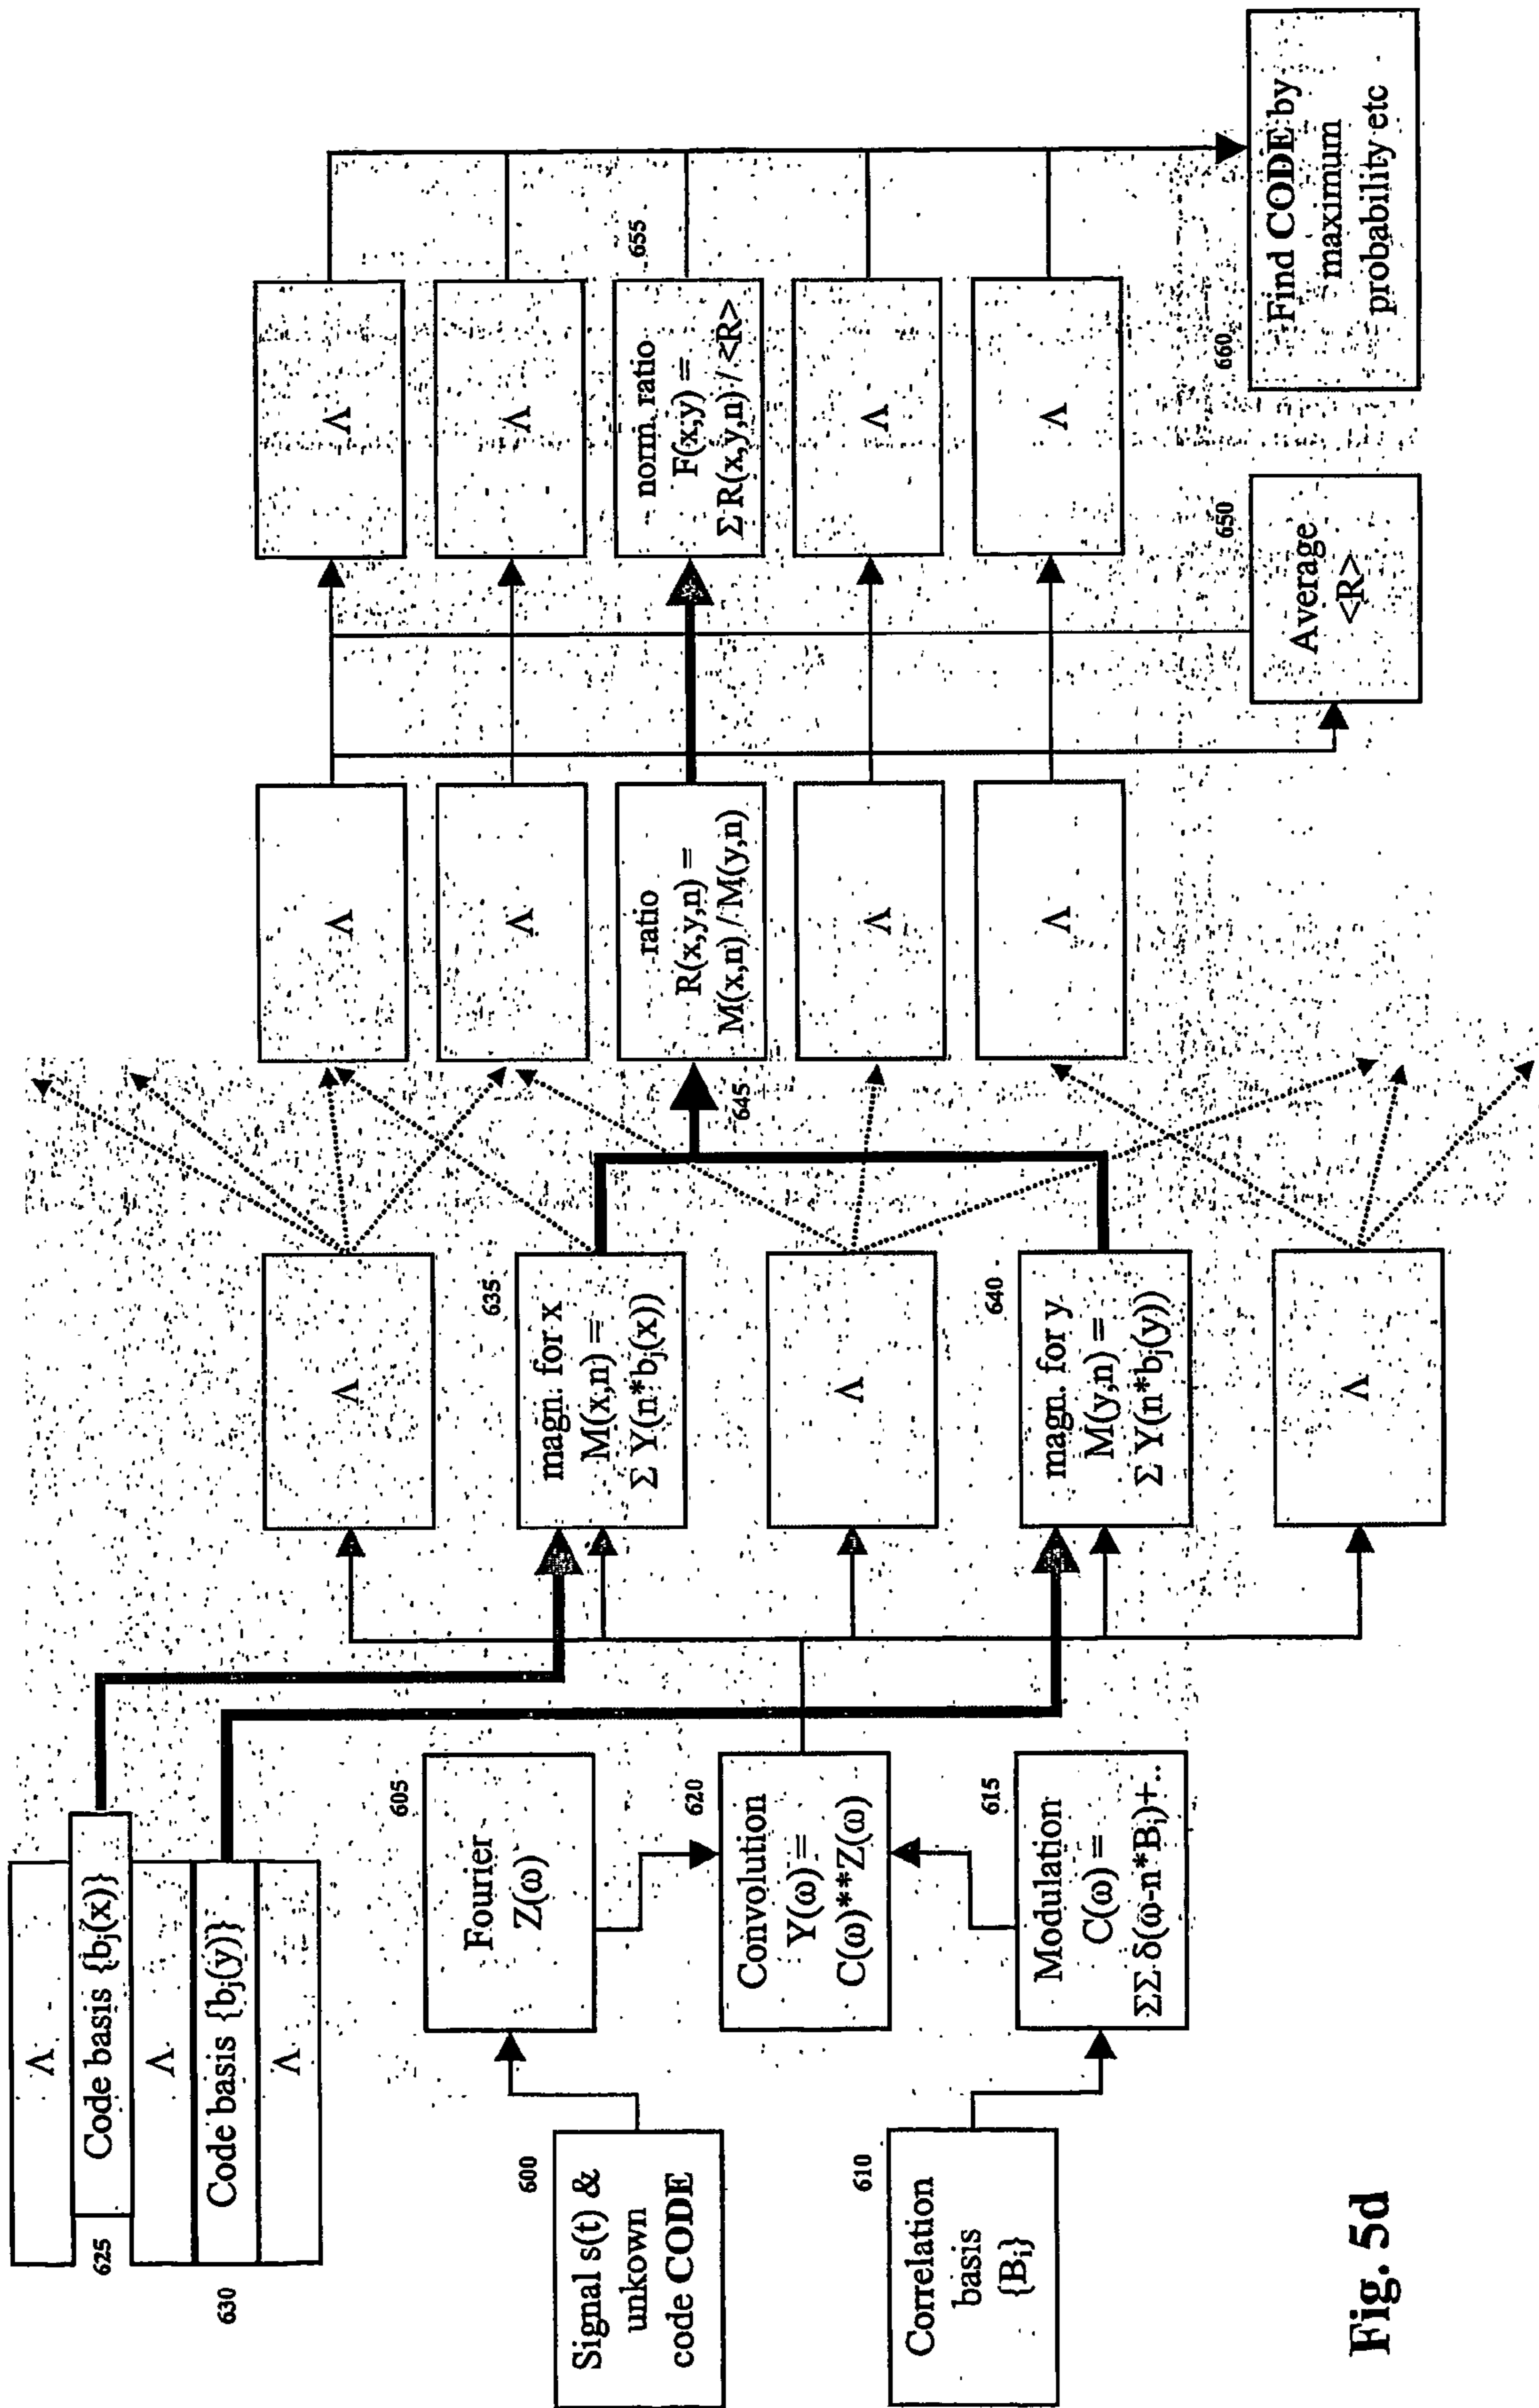 Λ
625
Code basis {bj(x)}
Λ
630
Code basis {bj(y)}
Λ
600
Signal s(t) &
unkown
code CODE
605
Fourier
Z(ω)
610
Correlation
basis
{Bi}
615
Modulation
C(ω) =
ΣΣ δ(ω-n*Bi)+..
620
Convolution
Y(ω) =
C(ω)**Z(ω)
Λ
635
magn. for x
M(x,n) =
Σ Y(n*bj(x))
Λ
640
magn. for y
M(y,n) =
Σ Y(n*bj(y)))
Λ
Λ
Λ
645
ratio
R(x,y,n) =
M(x,n) / M(y,n)
Λ
Λ
650
Average
<R>
Λ
Λ
655
norm. ratio
F(x,y) =
Σ R(x,y,n) / <R>
Λ
Λ
660
Find CODE by
maximum
probability etc
Fig. 5d